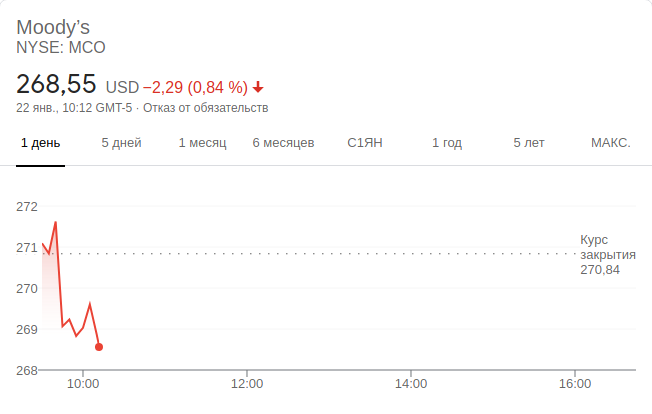 Moody's
NYSE: MCO
268,55 USD −2,29 (0,84 %)
22 янв., 10:12 GMT-5 · Отказ от обязательств
1 день 5 дней 1 месяц 6 месяцев С1ЯН 1 год 5 лет МАКС.
272
271
270
269
268
Курс
закрытия
270,84
10:00 12:00 14:00 16:00